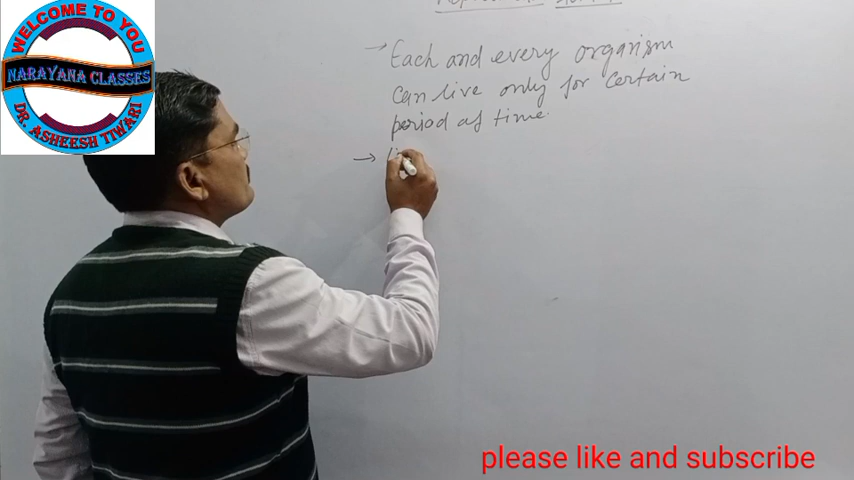 WELCOME TO YOU
NARAYANA CLASSES
DR. ASHEESH TIWARI
→ Each and every organism
can live only for certain
period of time.
→
please like and subscribe